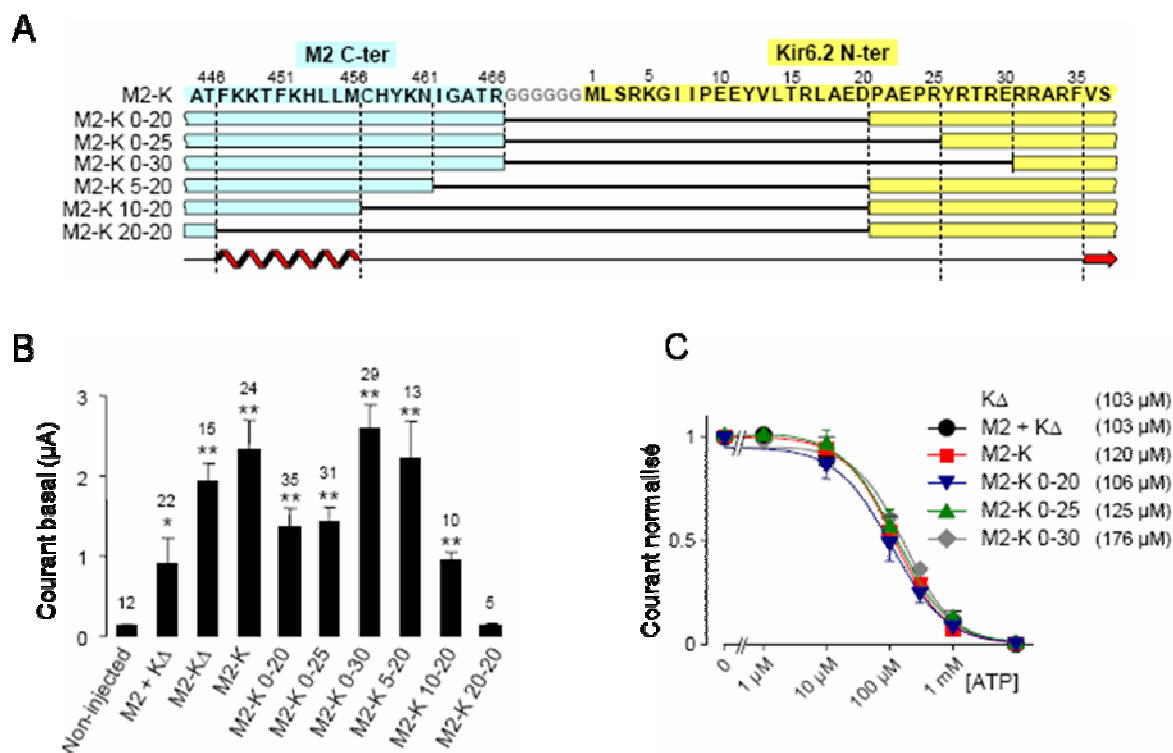 A
M2 C-ter
Kir6.2 N-ter
446 451 456 461 466 1 5 10 15 20 25 30 35
M2-K ATFKKTFKHLLMCHYKNIGATRGGGGGGMLSRKGIIPEEYVLTRLAEDPAEPRYRTRERRARFVS
M2-K 0-20
M2-K 0-25
M2-K 0-30
M2-K 5-20
M2-K 10-20
M2-K 20-20
B
Courant basal (µA)
3
2
1
0
12
22
*
15
**
24
**
35
**
31
**
29
**
13
**
10
**
5
Non-injected
M2 + KΔ
M2-KΔ
M2-K
M2-K 0-20
M2-K 0-25
M2-K 0-30
M2-K 5-20
M2-K 10-20
M2-K 20-20
C
Courant normalisé
1
0.5
0
KΔ (103 µM)
M2 + KΔ (103 µM)
M2-K (120 µM)
M2-K 0-20 (106 µM)
M2-K 0-25 (125 µM)
M2-K 0-30 (176 µM)
0
1 µM
10 µM
100 µM
1 mM
[ATP]